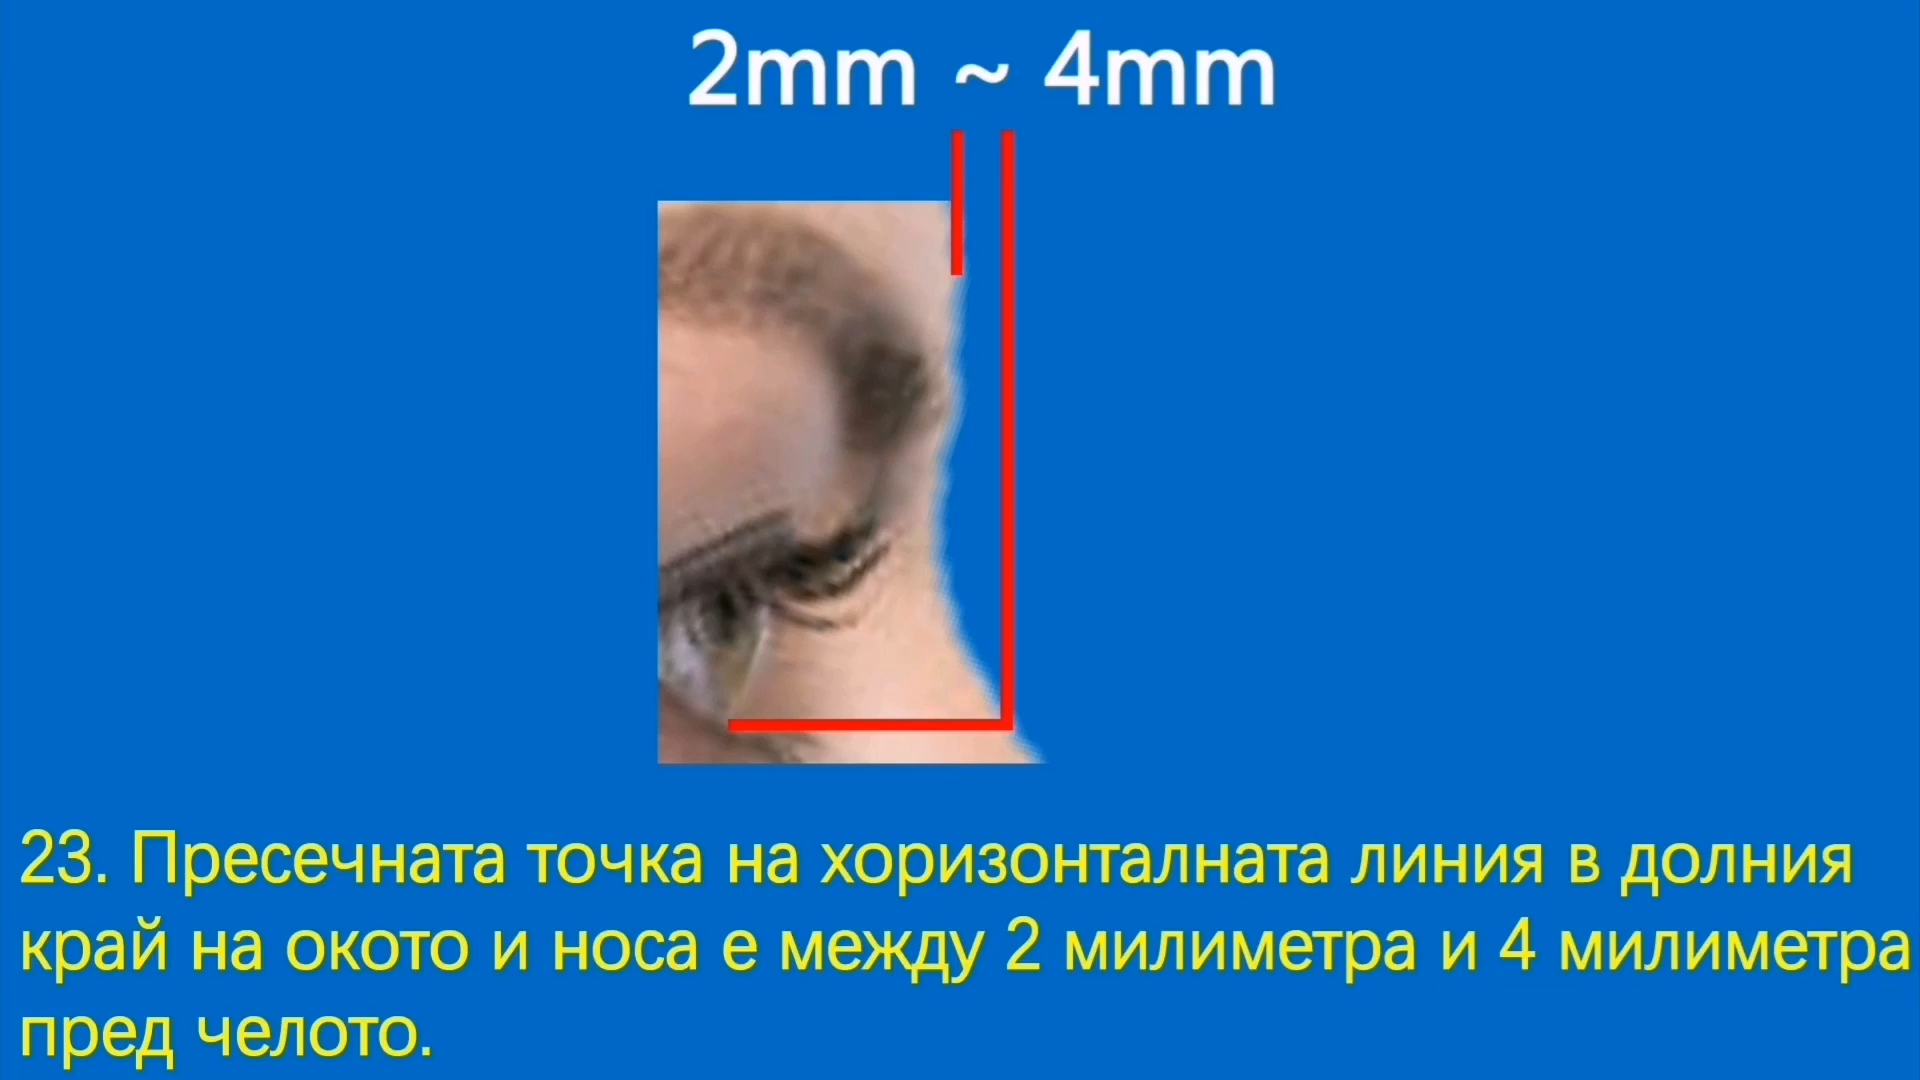 2mm ~ 4mm
23. Пресечната точка на хоризонталната линия в долния
край на окото и носа е между 2 милиметра и 4 милиметра
пред челото.